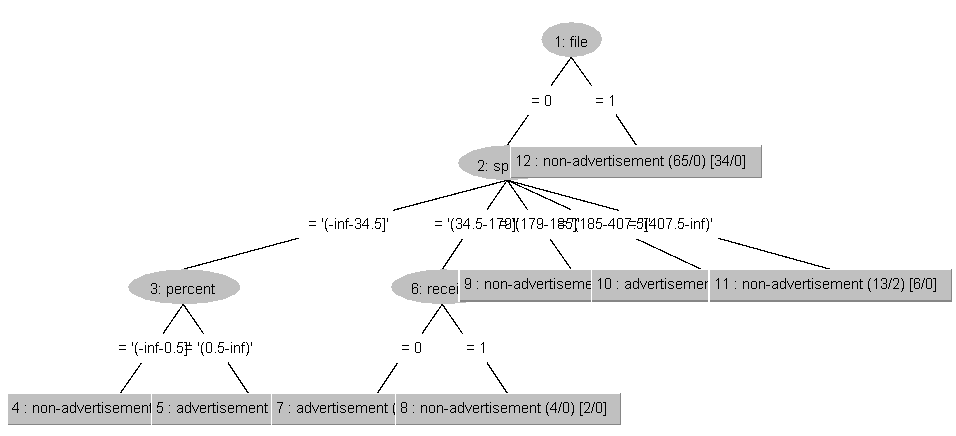 1: file
= 0
= 1
2: sp
12 : non-advertisement (65/0) [34/0]
= '(-inf-34.5]'
= '(34.5-179]'
'(179-185]'
'(185-407.5]'
'(407.5-inf)'
3: percent
6: recei
9 : non-advertiseme
10 : advertisemen
11 : non-advertisement (13/2) [6/0]
= '(-inf-0.5]'
= '(0.5-inf)'
= 0
= 1
4 : non-advertisement
5 : advertisement
7 : advertisement (
8 : non-advertisement (4/0) [2/0]